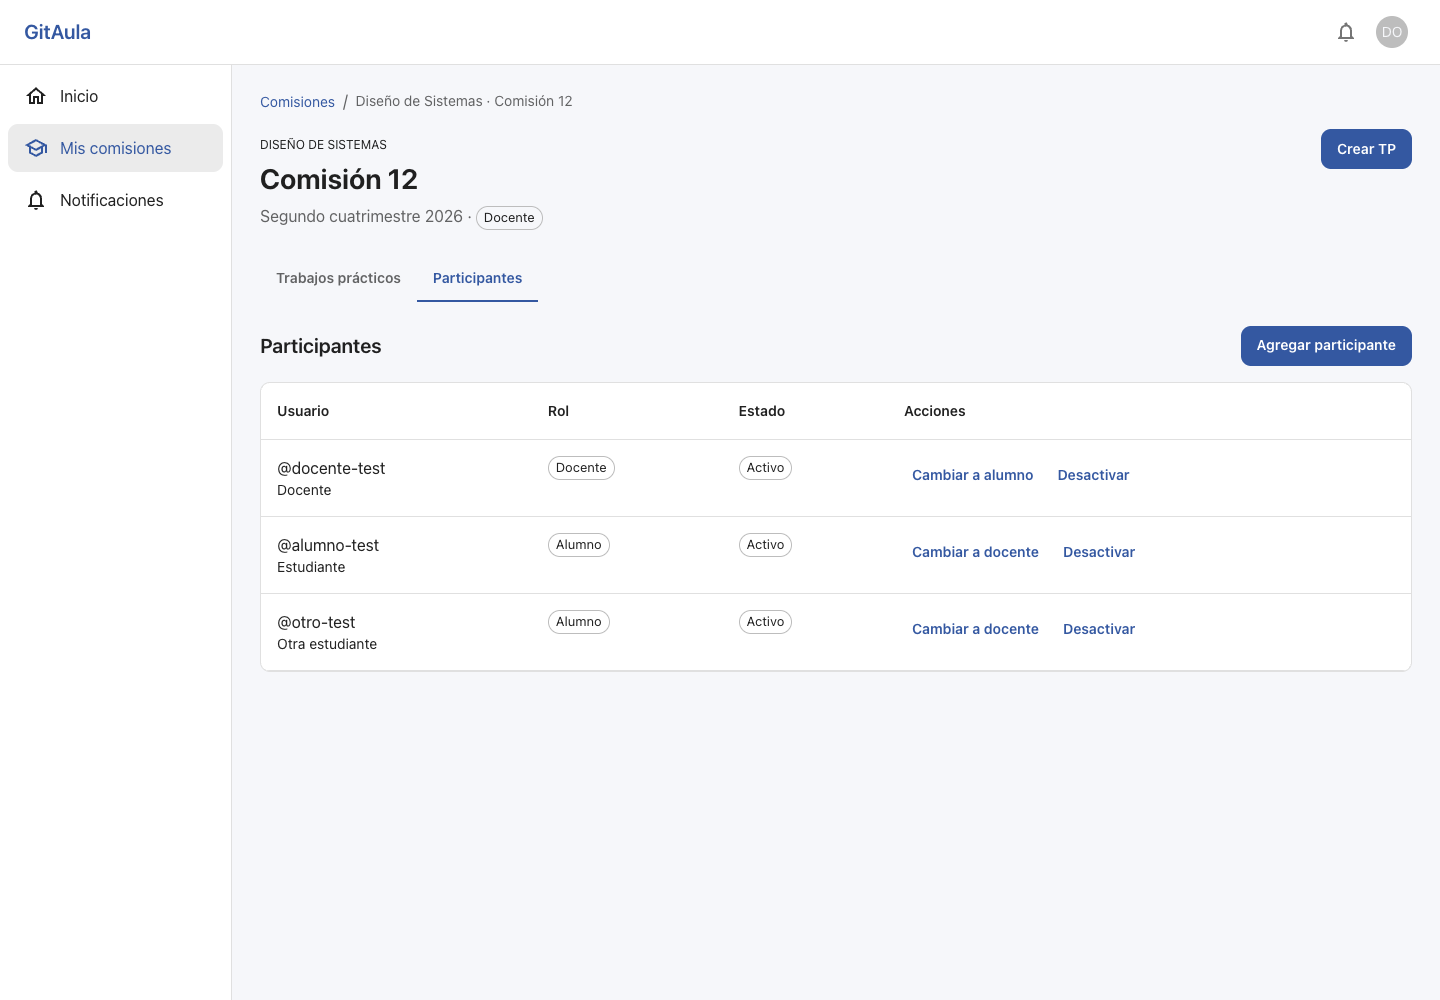 GitAula
DO
Inicio
Mis comisiones
Notificaciones
Comisiones / Diseño de Sistemas · Comisión 12
DISEÑO DE SISTEMAS
Crear TP
Comisión 12
Segundo cuatrimestre 2026 · Docente
Trabajos prácticos Participantes
Participantes
Agregar participante
Usuario Rol Estado Acciones
@docente-test Docente Activo Cambiar a alumno Desactivar
Docente
@alumno-test Alumno Activo Cambiar a docente Desactivar
Estudiante
@otro-test Alumno Activo Cambiar a docente Desactivar
Otra estudiante